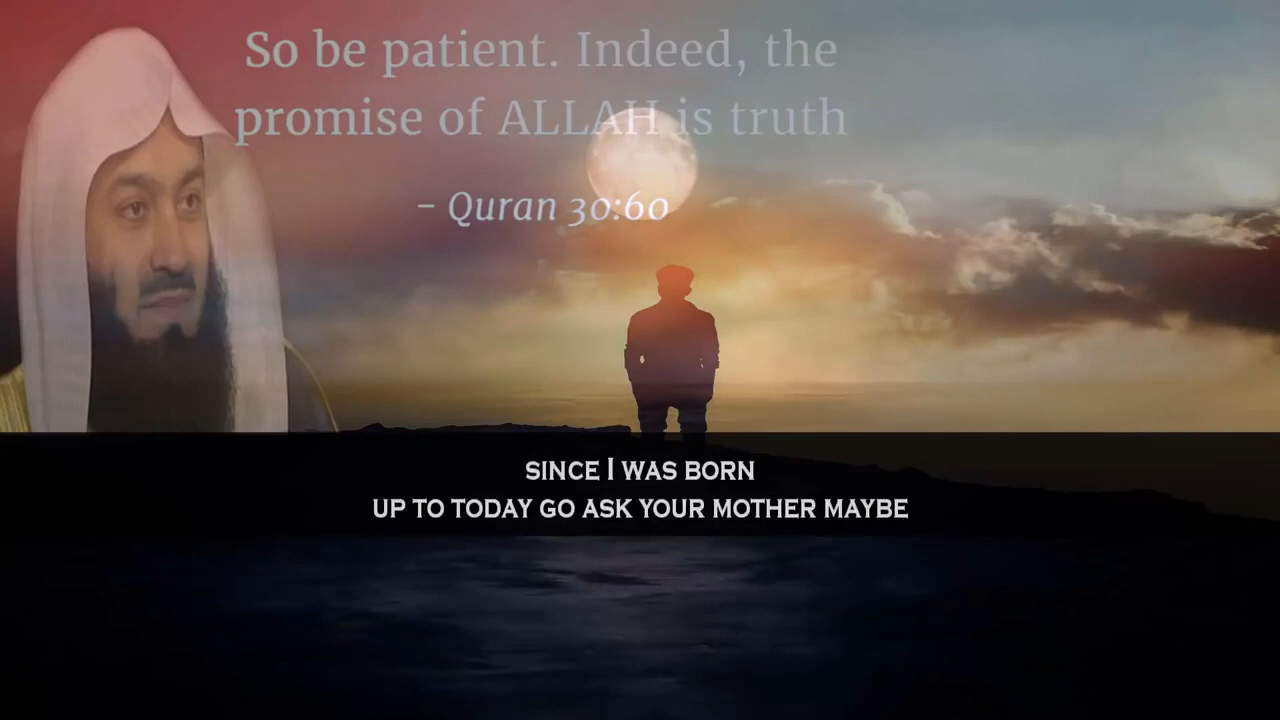 So be patient. Indeed, the
promise of ALLAH is truth
– Quran 30:60
SINCE I WAS BORN
UP TO TODAY GO ASK YOUR MOTHER MAYBE